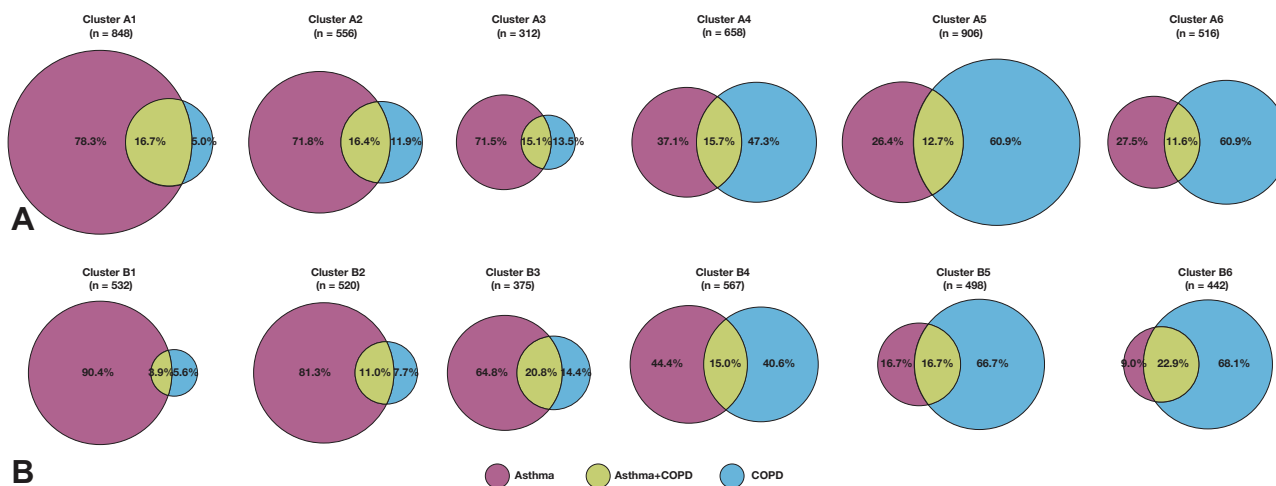 Cluster A1
(n = 848)
Cluster A2
(n = 556)
Cluster A3
(n = 312)
Cluster A4
(n = 658)
Cluster A5
(n = 906)
Cluster A6
(n = 516)
78.3% 16.7% 5.0%
71.8% 16.4% 11.9%
71.5% 15.1% 13.5%
37.1% 15.7% 47.3%
26.4% 12.7% 60.9%
27.5% 11.6% 60.9%
A
Cluster B1
(n = 532)
Cluster B2
(n = 520)
Cluster B3
(n = 375)
Cluster B4
(n = 567)
Cluster B5
(n = 498)
Cluster B6
(n = 442)
90.4% 3.9% 5.6%
81.3% 11.0% 7.7%
64.8% 20.8% 14.4%
44.4% 15.0% 40.6%
16.7% 16.7% 66.7%
9.0% 22.9% 68.1%
B
Asthma Asthma+COPD COPD